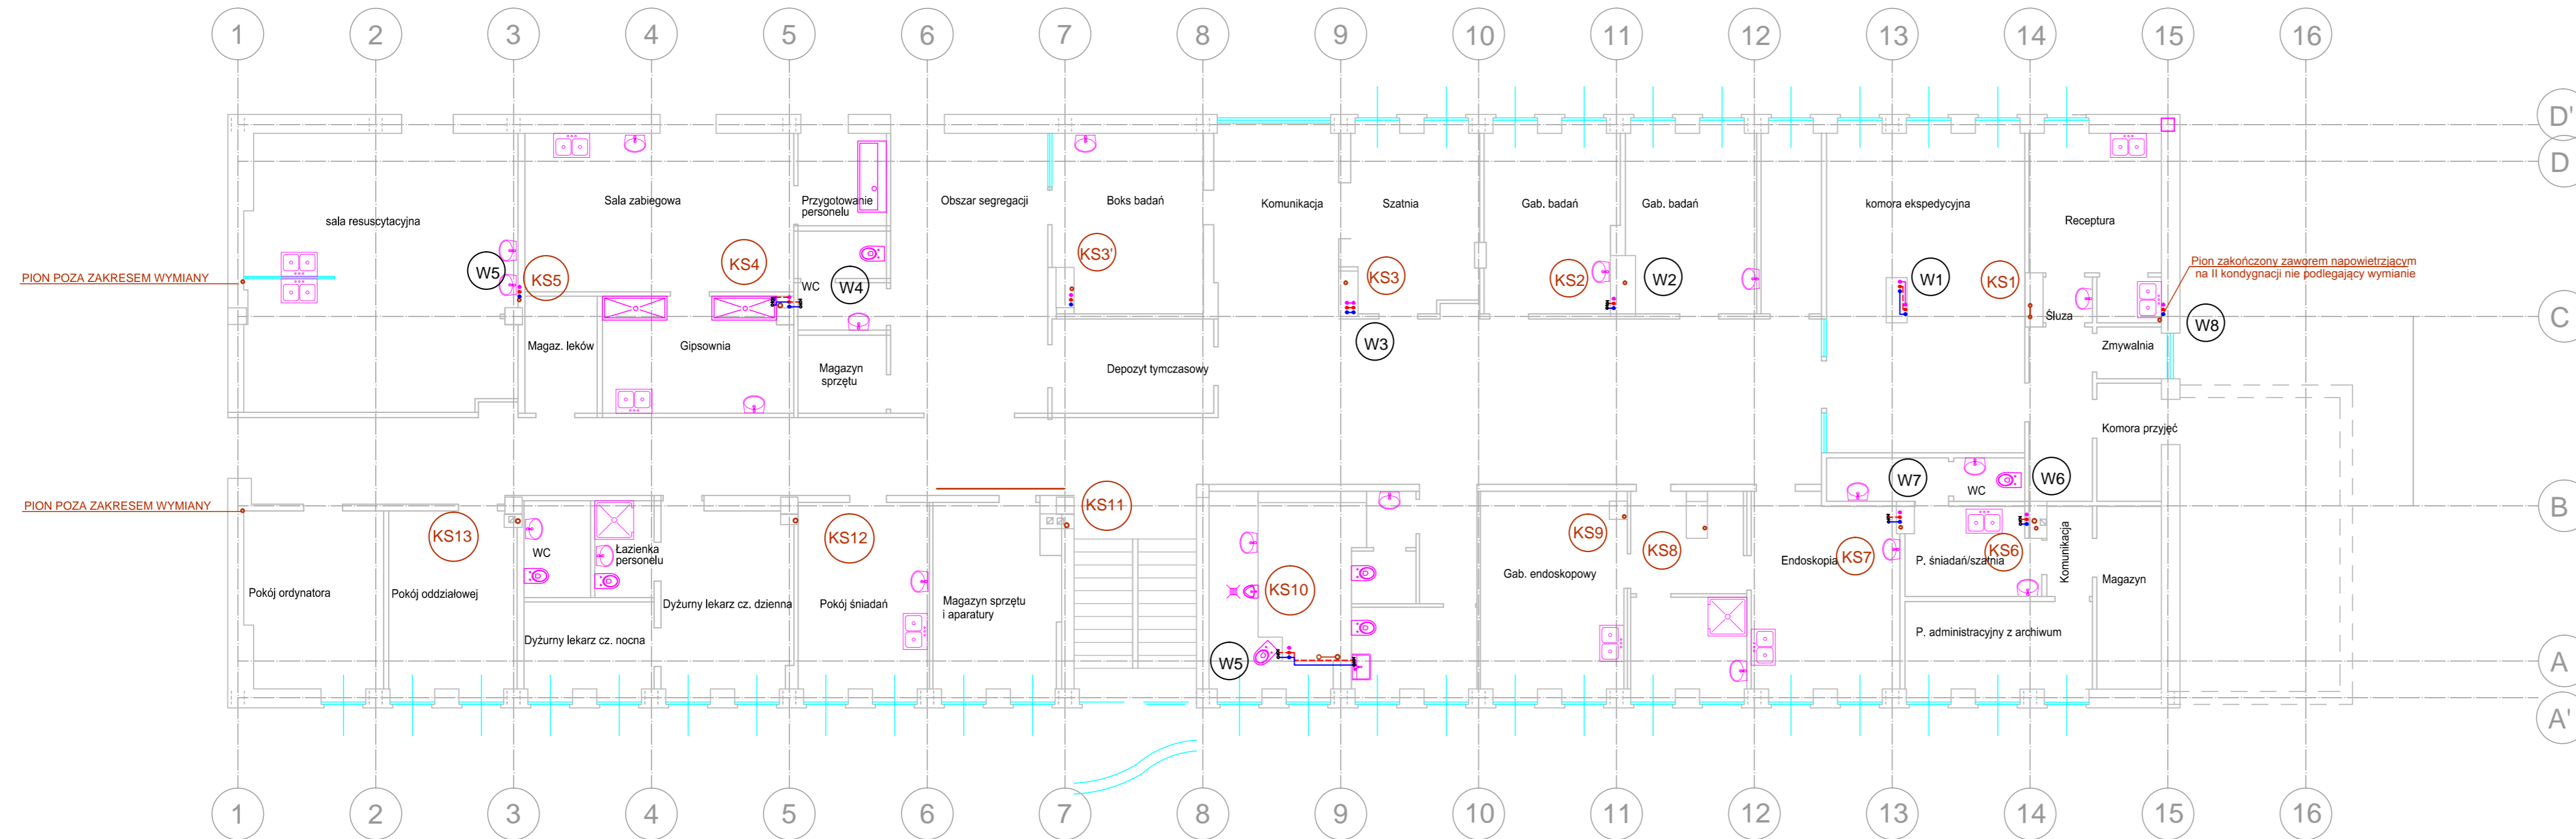 1 2 3 4 5 6 7 8 9 10 11 12 13 14 15 16
D'
D
sala resuscytacyjna
Sala zabiegowa
Przygotowanie
personelu
Obszar segregacji
Boks badań
Komunikacja
Szatnia
Gab. badań
Gab. badań
komora ekspedycyjna
Receptura
PION POZA ZAKRESEM WYMIANY
W5
KS5
KS4
WC
W4
KS3'
KS3
KS2
W2
W1
KS1
Pion zakończony zaworem napowietrzającym
na II kondygnacji nie podlegający wymianie
C
Śluza
W8
W3
Magaz. leków
Gipsownia
Magazyn
sprzętu
Depozyt tymczasowy
Zmywalnia
Komora przyjęć
W7
WC
W6
PION POZA ZAKRESEM WYMIANY
B
KS13
WC
Łazienka
personelu
KS12
KS11
KS10
KS9
KS8
Endoskopia
KS7
P. śniadań/szatnia
KS6
Komunikacja
Magazyn
Pokój ordynatora
Pokój oddziałowej
Dyżurny lekarz cz. nocna
Dyżurny lekarz cz. dzienna
Pokój śniadań
Magazyn sprzętu
i aparatury
Gab. endoskopowy
P. administracyjny z archiwum
W5
A
A'
1 2 3 4 5 6 7 8 9 10 11 12 13 14 15 16